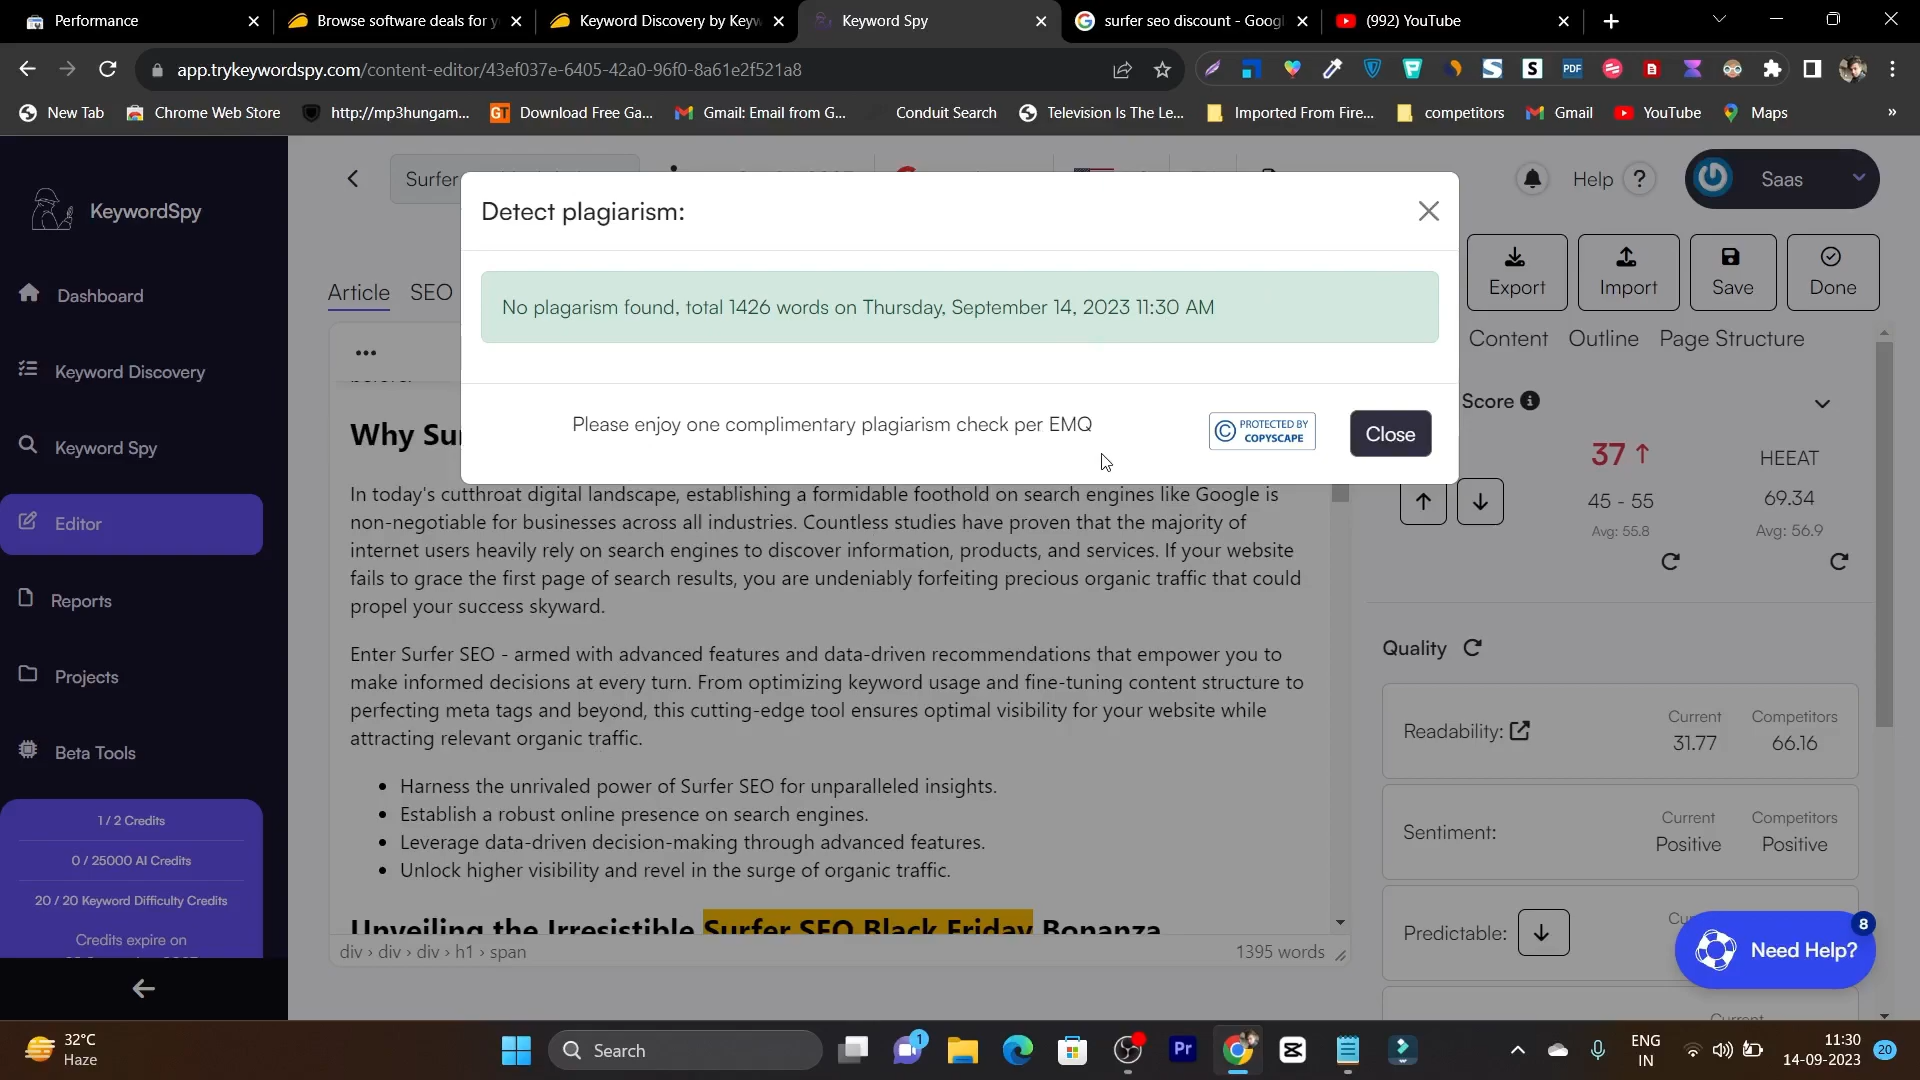 Performance
Browse software deals for y
Keyword Discovery by Key
Keyword Spy
surfer seo discount - Goog
(992) YouTube
app.trykeywordspy.com/content-editor/43ef037e-6405-42a0-96f0-8a61e2f521a8
New Tab
Chrome Web Store
http://mp3hungam...
GT Download Free Ga...
Gmail: Email from G...
Conduit Search
Television Is The Le...
Imported From Fire...
competitors
Gmail
YouTube
Maps
»
KeywordSpy
Dashboard
Keyword Discovery
Keyword Spy
Editor
Reports
Projects
Beta Tools
1 / 2 Credits
0 / 25000 AI Credits
20 / 20 Keyword Difficulty Credits
Credits expire on
Surfer
Help ?
Saas
Article SEO
Detect plagiarism:
No plagarism found, total 1426 words on Thursday, September 14, 2023 11:30 AM
Please enjoy one complimentary plagiarism check per EMQ
© PROTECTED BY
COPYSCAPE
Close
Export
Import
Save
Done
Content Outline Page Structure
Why Sur
In today's cutthroat digital landscape, establishing a formidable foothold on search engines like Google is
non-negotiable for businesses across all industries. Countless studies have proven that the majority of
internet users heavily rely on search engines to discover information, products, and services. If your website
fails to grace the first page of search results, you are undeniably forfeiting precious organic traffic that could
propel your success skyward.
Enter Surfer SEO - armed with advanced features and data-driven recommendations that empower you to
make informed decisions at every turn. From optimizing keyword usage and fine-tuning content structure to
perfecting meta tags and beyond, this cutting-edge tool ensures optimal visibility for your website while
attracting relevant organic traffic.
• Harness the unrivaled power of Surfer SEO for unparalleled insights.
• Establish a robust online presence on search engines.
• Leverage data-driven decision-making through advanced features.
• Unlock higher visibility and revel in the surge of organic traffic.
Unveiling the Irresistible Surfer SEO Black Friday Bonanza
div › div › div › h1 › span
1395 words
Score
37 ↑
HEEAT
45 - 55
69.34
Avg: 55.8
Avg: 56.9
Quality
Readability:
Current
31.77
Competitors
66.16
Sentiment:
Current
Positive
Competitors
Positive
Predictable:
8
Need Help?
32°C
Haze
Search
1
Pr
ENG
IN
11:30
14-09-2023
20